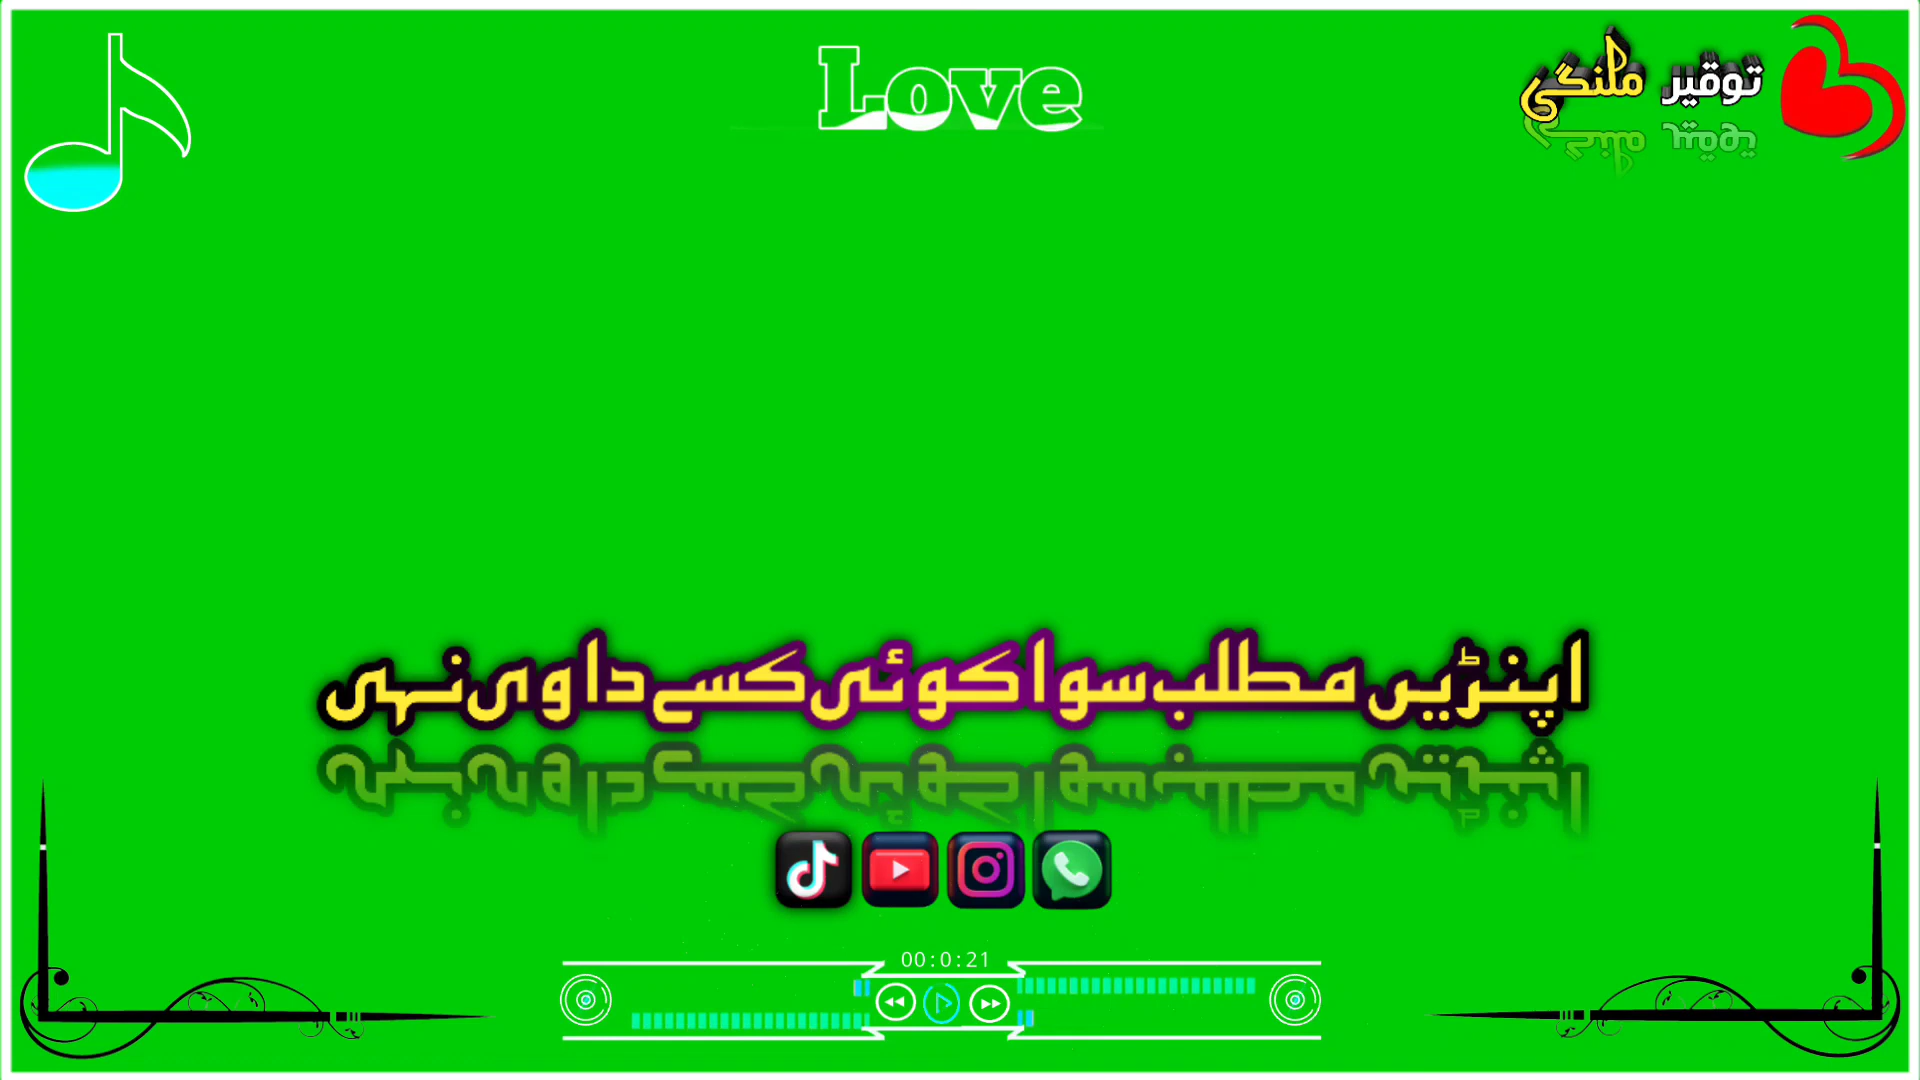 Love
توقیر ملنگی
اپنڑیں مطلب سوا کوئی کسے دا وی نہی
00:0:21